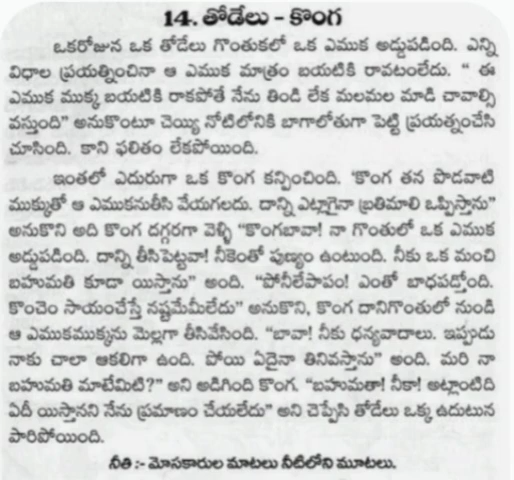 14. తోడేలు - కొంగ
ఒకరోజున ఒక తోడేలు గొంతుకలో ఒక ఎముక అడ్డుపడింది. ఎన్ని
విధాల ప్రయత్నించినా ఆ ఎముక మాత్రం బయటికి రావటంలేదు. “ ఈ
ఎముక ముక్క బయటికి రాకపోతే నేను తిండి లేక మలమల మాడి చావాల్సి
వస్తుంది” అనుకొంటూ చెయ్యి నోటిలోనికి బాగాలోతుగా పెట్టి ప్రయత్నంచేసి
చూసింది. కాని ఫలితం లేకపోయింది.
ఇంతలో ఎదురుగా ఒక కొంగ కన్పించింది. ‘కొంగ తన పొడవాటి
ముక్కుతో ఆ ఎముకనుతీసి వేయగలదు. దాన్ని ఎట్లాగైనా బ్రతిమాలి ఒప్పిస్తాను”
అనుకొని అది కొంగ దగ్గరగా వెళ్ళి “కొంగబావా! నా గొంతులో ఒక ఎముక
అడ్డుపడింది. దాన్ని తీసిపెట్టవా! నీకెంతో పుణ్యం ఉంటుంది. నీకు ఒక మంచి
బహుమతి కూడా యిస్తాను” అంది. “పోనీలేపాపం! ఎంతో బాధపడ్తోంది.
కొంచెం సాయంచేస్తే నష్టమేమీలేదు” అనుకొని, కొంగ దానిగొంతులో నుండి
ఆ ఎముకముక్కను మెల్లగా తీసివేసింది. “బావా! నీకు ధన్యవాదాలు. ఇప్పుడు
నాకు చాలా ఆకలిగా ఉంది. పోయి ఏదైనా తినివస్తాను” అంది. మరి నా
బహుమతి మాటేమిటి?” అని అడిగింది కొంగ. “బహుమతా! నీకా! అట్లాంటిది
ఏదీ యిస్తానని నేను ప్రమాణం చేయలేదు” అని చెప్పేసి తోడేలు ఒక్క ఉదుటున
పారిపోయింది.
నీతి :- మోసకారుల మాటలు నీటిలోని మూటలు.